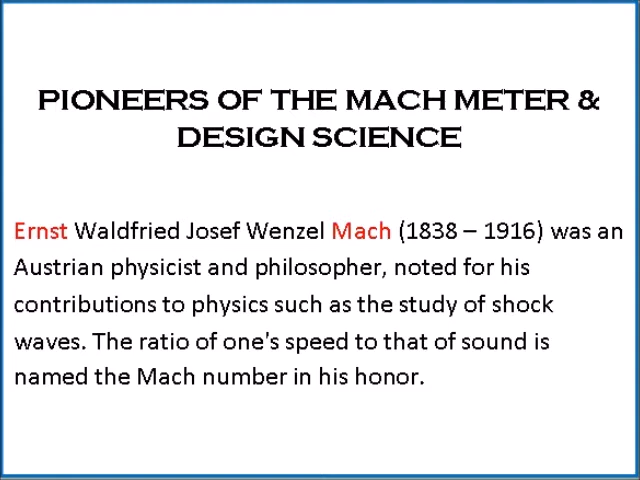 PIONEERS OF THE MACH METER &
DESIGN SCIENCE
Ernst Waldfried Josef Wenzel Mach (1838 – 1916) was an
Austrian physicist and philosopher, noted for his
contributions to physics such as the study of shock
waves. The ratio of one's speed to that of sound is
named the Mach number in his honor.